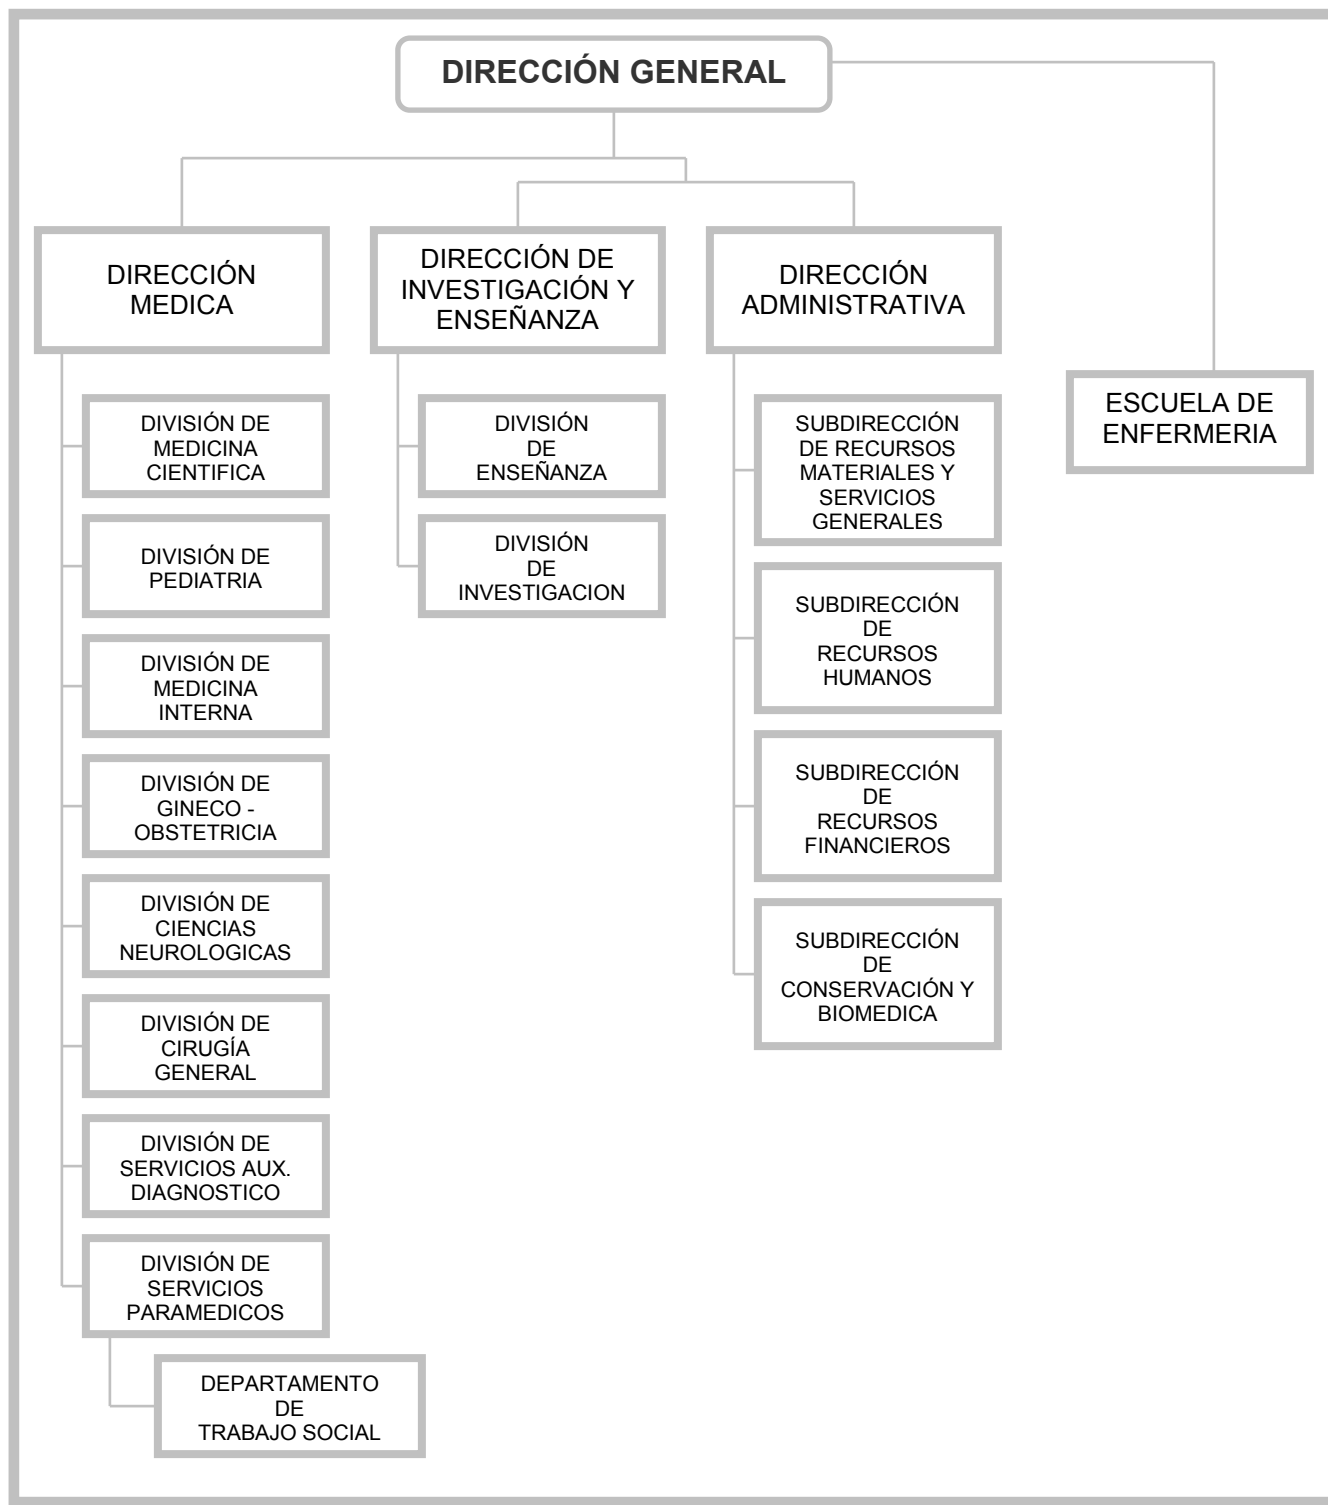 DIRECCIÓN GENERAL
DIRECCIÓN
MEDICA
DIRECCIÓN DE
INVESTIGACIÓN Y
ENSEÑANZA
DIRECCIÓN
ADMINISTRATIVA
ESCUELA DE
ENFERMERIA
DIVISIÓN DE
MEDICINA
CIENTIFICA
DIVISIÓN DE
PEDIATRIA
DIVISIÓN DE
MEDICINA
INTERNA
DIVISIÓN DE
GINECO -
OBSTETRICIA
DIVISIÓN DE
CIENCIAS
NEUROLOGICAS
DIVISIÓN DE
CIRUGÍA
GENERAL
DIVISIÓN DE
SERVICIOS AUX.
DIAGNOSTICO
DIVISIÓN DE
SERVICIOS
PARAMEDICOS
DEPARTAMENTO
DE
TRABAJO SOCIAL
DIVISIÓN
DE
ENSEÑANZA
DIVISIÓN
DE
INVESTIGACION
SUBDIRECCIÓN
DE RECURSOS
MATERIALES Y
SERVICIOS
GENERALES
SUBDIRECCIÓN
DE
RECURSOS
HUMANOS
SUBDIRECCIÓN
DE
RECURSOS
FINANCIEROS
SUBDIRECCIÓN
DE
CONSERVACIÓN Y
BIOMEDICA